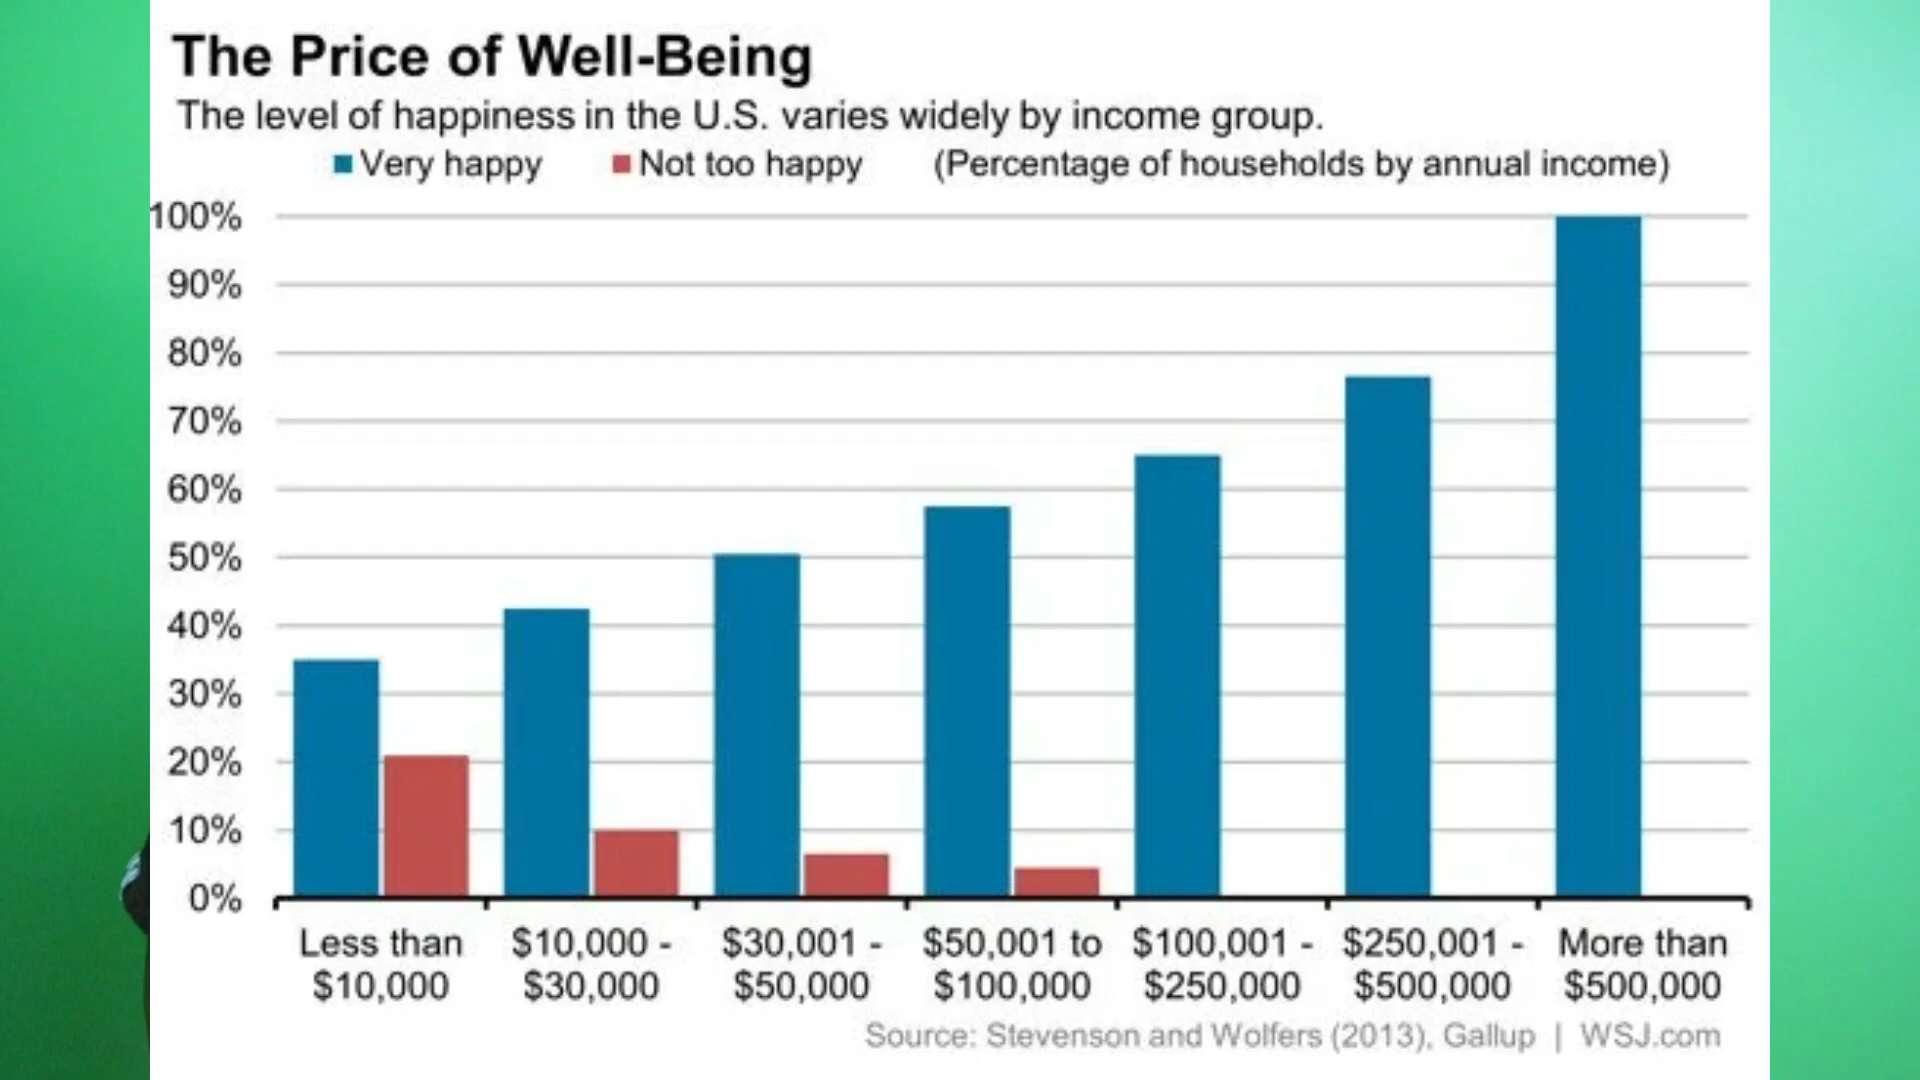 The Price of Well-Being
The level of happiness in the U.S. varies widely by income group.
Very happy Not too happy (Percentage of households by annual income)
100%
90%
80%
70%
60%
50%
40%
30%
20%
10%
0%
Less than $10,000
$10,000 - $30,000
$30,001 - $50,000
$50,001 to $100,000
$100,001 - $250,000
$250,001 - $500,000
More than $500,000
Source: Stevenson and Wolfers (2013), Gallup | WSJ.com